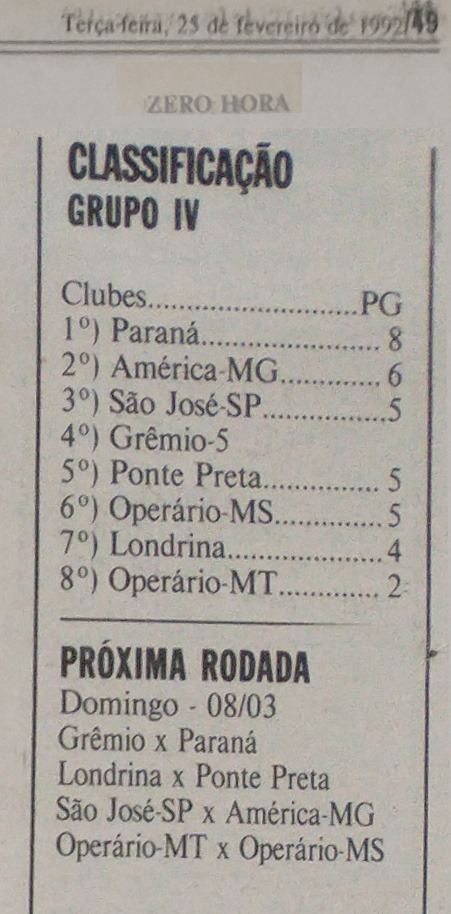 Terça-feira, 25 de fevereiro de 1992/49
ZERO HORA
CLASSIFICAÇÃO
GRUPO IV
Clubes..............................PG
1º) Paraná............................ 8
2º) América-MG................ 6
3º) São José-SP...................5
4º) Grêmio-5
5º) Ponte Preta.................. 5
6º) Operário-MS................5
7º) Londrina.......................4
8º) Operário-MT............... 2
PRÓXIMA RODADA
Domingo - 08/03
Grêmio x Paraná
Londrina x Ponte Preta
São José-SP x América-MG
Operário-MT x Operário-MS